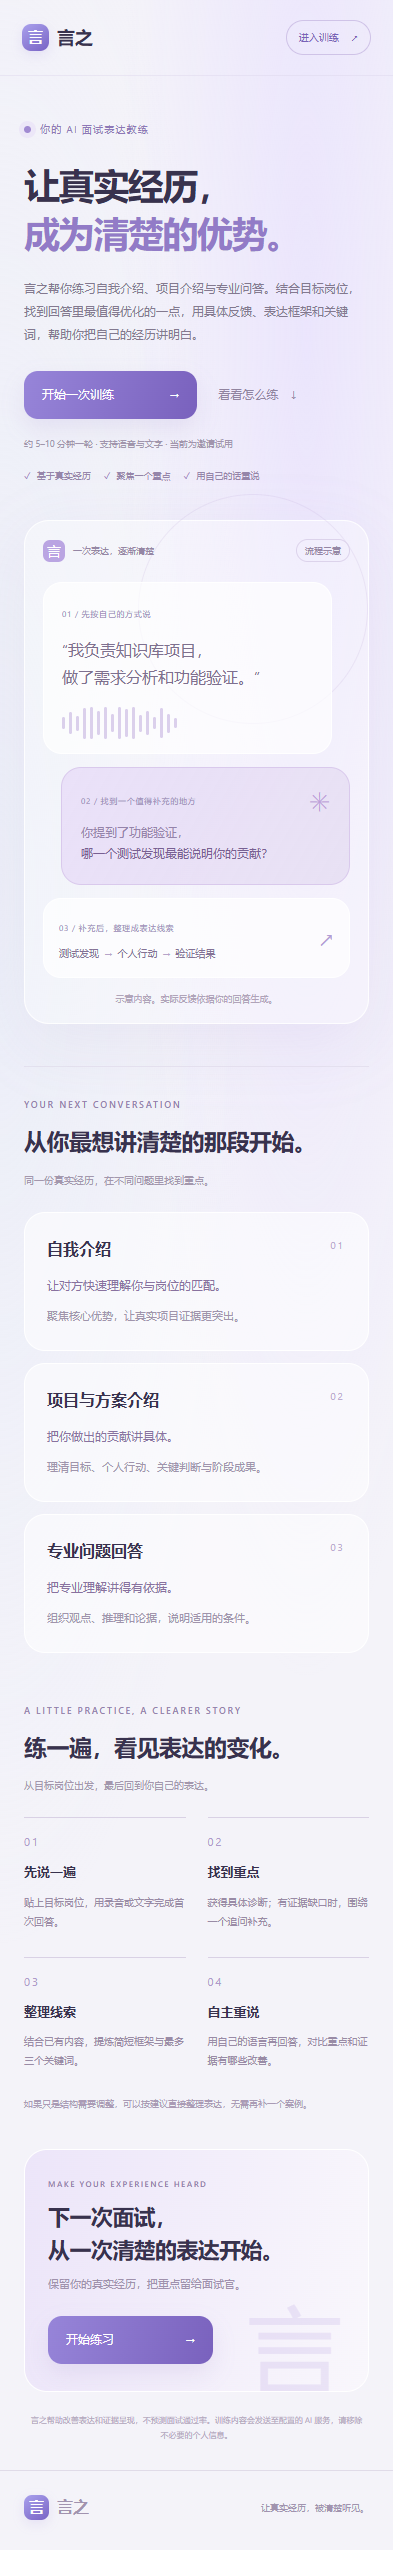 言 言之
进入训练 ↗
你的 AI 面试表达教练
让真实经历，
成为清楚的优势。
言之帮你练习自我介绍、项目介绍与专业问答。结合目标岗位，
找到回答里最值得优化的一点，用具体反馈、表达框架和关键
词，帮助你把自己的经历讲明白。
开始一次训练 →
看看怎么练 ↓
约 5–10 分钟一轮 · 支持语音与文字 · 当前为邀请试用
✓ 基于真实经历 ✓ 聚焦一个重点 ✓ 用自己的话重说
言 一次表达，逐渐清楚
流程示意
01 / 先按自己的方式说
“我负责知识库项目，
做了需求分析和功能验证。”
02 / 找到一个值得补充的地方
你提到了功能验证，
哪一个测试发现最能说明你的贡献？
03 / 补充后，整理成表达线索
测试发现 → 个人行动 → 验证结果
↗
示意内容。实际反馈依据你的回答生成。
YOUR NEXT CONVERSATION
从你最想讲清楚的那段开始。
同一份真实经历，在不同问题里找到重点。
自我介绍
01
让对方快速理解你与岗位的匹配。
聚焦核心优势，让真实项目证据更突出。
项目与方案介绍
02
把你做出的贡献讲具体。
理清目标、个人行动、关键判断与阶段成果。
专业问题回答
03
把专业理解讲得有依据。
组织观点、推理和论据，说明适用的条件。
A LITTLE PRACTICE, A CLEARER STORY
练一遍，看见表达的变化。
从目标岗位出发，最后回到你自己的表达。
01
先说一遍
贴上目标岗位，用录音或文字完成首
次回答。
02
找到重点
获得具体诊断；有证据缺口时，围绕
一个追问补充。
03
整理线索
结合已有内容，提炼简短框架与最多
三个关键词。
04
自主重说
用自己的语言再回答，对比重点和证
据有哪些改善。
如果只是结构需要调整，可以按建议直接整理表达，无需再补一个案例。
MAKE YOUR EXPERIENCE HEARD
下一次面试，
从一次清楚的表达开始。
保留你的真实经历，把重点留给面试官。
开始练习 →
言
言之帮助改善表达和证据呈现，不预测面试通过率。训练内容会发送至配置的 AI 服务，请移除
不必要的个人信息。
言 言之
让真实经历，被清楚听见。